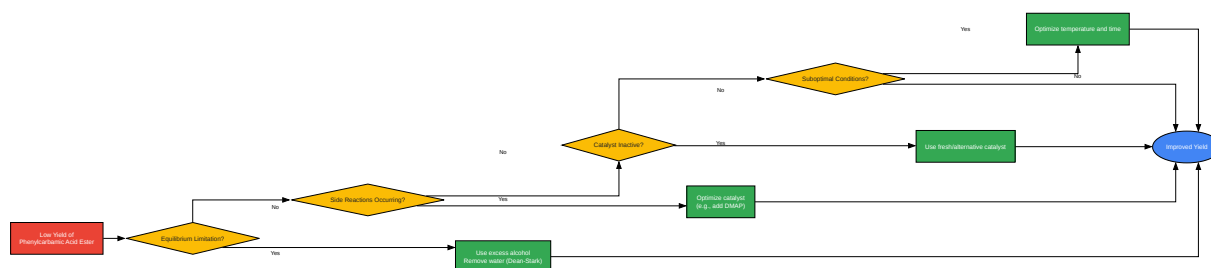 Yes
Optimize temperature and time
Suboptimal Conditions?
No
No
Catalyst Inactive?
Yes
Use fresh/alternative catalyst
Improved Yield
No
Side Reactions Occurring?
Yes
Optimize catalyst
(e.g., add DMAP)
No
Low Yield of
Phenylcarbamic Acid Ester
Equilibrium Limitation?
Yes
Use excess alcohol
Remove water (Dean-Stark)